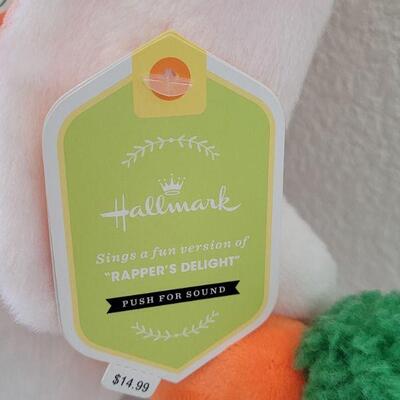 Hallmark
Sings a fun version of
"RAPPER'S DELIGHT"
PUSH FOR SOUND
$14.99